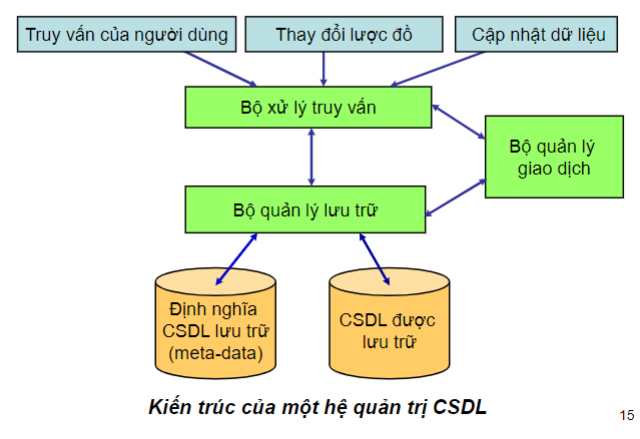 Truy vấn của người dùng
Thay đổi lược đồ
Cập nhật dữ liệu
Bộ xử lý truy vấn
Bộ quản lý
giao dịch
Bộ quản lý lưu trữ
Định nghĩa
CSDL lưu trữ
(meta-data)
CSDL được
lưu trữ
Kiến trúc của một hệ quản trị CSDL
15